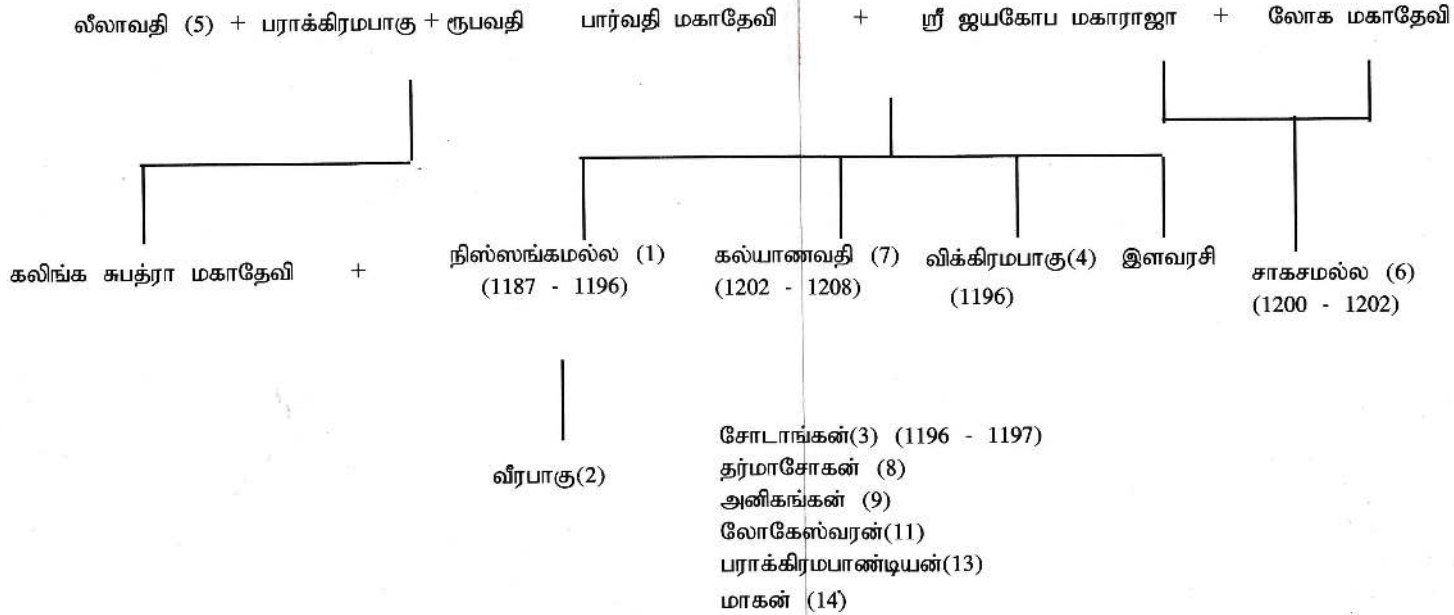 லீலாவதி (5) + பராக்கிரமபாகு + ரூபவதி பார்வதி மகாதேவி + ஸ்ரீ ஜயகோப மகாராஜா + லோக மகாதேவி
கலிங்க சுபத்ரா மகாதேவி + நிஸ்ஸங்கமல்ல (1) கல்யாணவதி (7) விக்கிரமபாகு(4) இளவரசி சாகசமல்ல (6)
(1187 - 1196) (1202 - 1208) (1196) (1200 - 1202)
வீரபாகு(2)
சோடாங்கன்(3) (1196 - 1197)
தர்மாசோகன் (8)
அனிகங்கன் (9)
லோகேஸ்வரன்(11)
பராக்கிரமபாண்டியன்(13)
மாகன் (14)